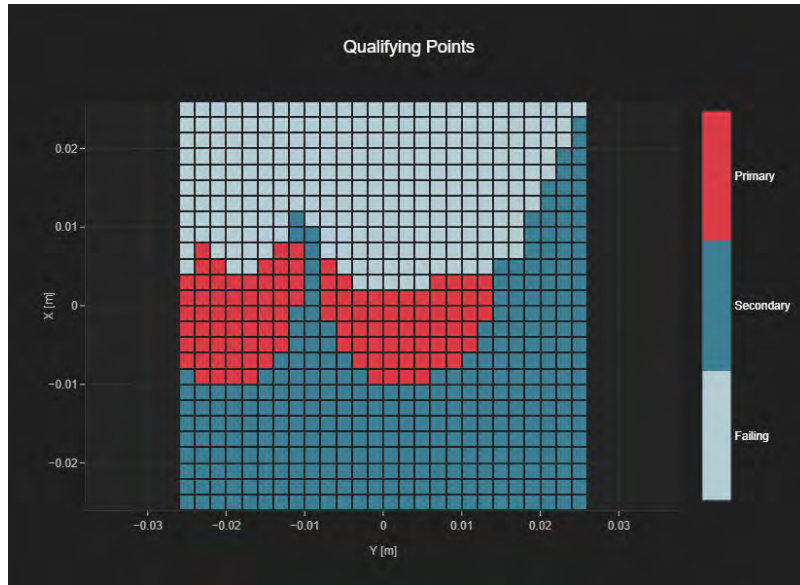 Qualifying Points
0.02
0.01
0
−0.01
−0.02
X [m]
−0.03
−0.02
−0.01
0
0.01
0.02
0.03
Y [m]
Primary
Secondary
Failing